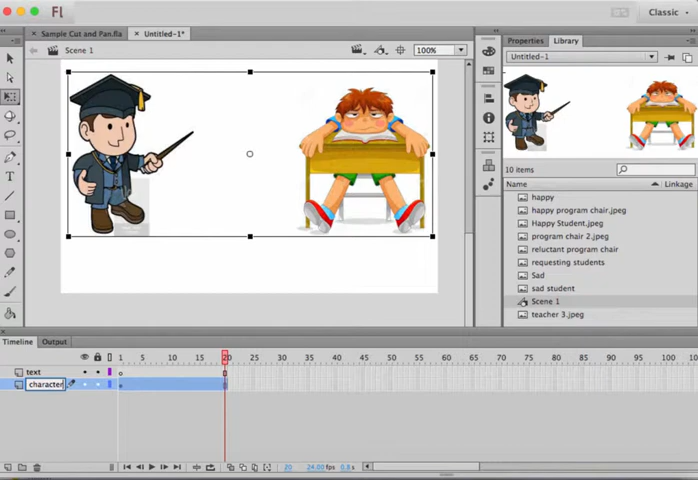 Fl
Classic
Sample Cut and Pan.fla
Untitled-1*
Scene 1
100%
Properties
Library
Untitled-1
10 items
Name
Linkage
happy
happy program chair.jpeg
Happy Student.jpeg
program chair 2.jpeg
reluctant program chair
requesting students
Sad
sad student
Scene 1
teacher 3.jpeg
Timeline
Output
1 5 10 15 20 25 30 35 40 45 50 55 60 65 70 75 80 85 90 95 100
text
character
20 24.00 fps 0.8 s